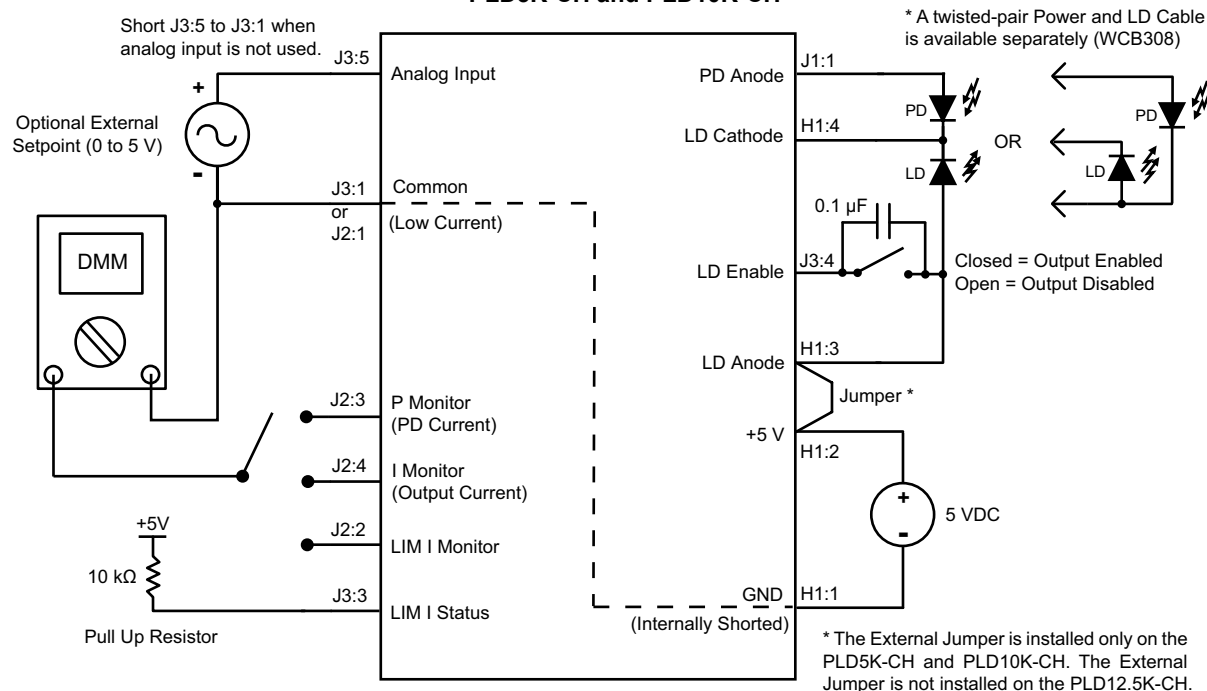 Short J3:5 to J3:1 when
analog input is not used.
* A twisted-pair Power and LD Cable
is available separately (WCB308)
J3:5
Analog Input
+
Optional External
Setpoint (0 to 5 V)
-
J3:1
or
J2:1
Common
(Low Current)
DMM
J2:3
P Monitor
(PD Current)
J2:4
I Monitor
(Output Current)
J2:2
LIM I Monitor
+5V
10 kΩ
J3:3
LIM I Status
Pull Up Resistor
PD Anode
J1:1
PD
LD Cathode
H1:4
LD
OR
PD
LD
0.1 µF
LD Enable
J3:4
Closed = Output Enabled
Open = Output Disabled
LD Anode
H1:3
Jumper *
+5 V
H1:2
+
5 VDC
-
GND
H1:1
(Internally Shorted)
* The External Jumper is installed only on the
PLD5K-CH and PLD10K-CH. The External
Jumper is not installed on the PLD12.5K-CH.